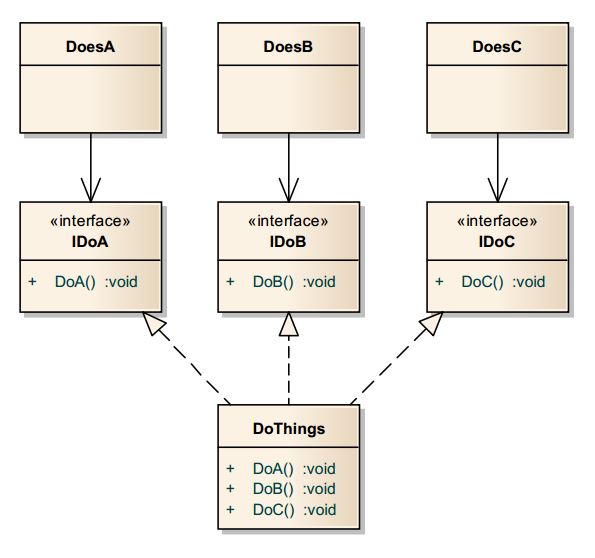 DoesA
DoesB
DoesC
«interface»
IDoA
+ DoA() :void
«interface»
IDoB
+ DoB() :void
«interface»
IDoC
+ DoC() :void
DoThings
+ DoA() :void
+ DoB() :void
+ DoC() :void